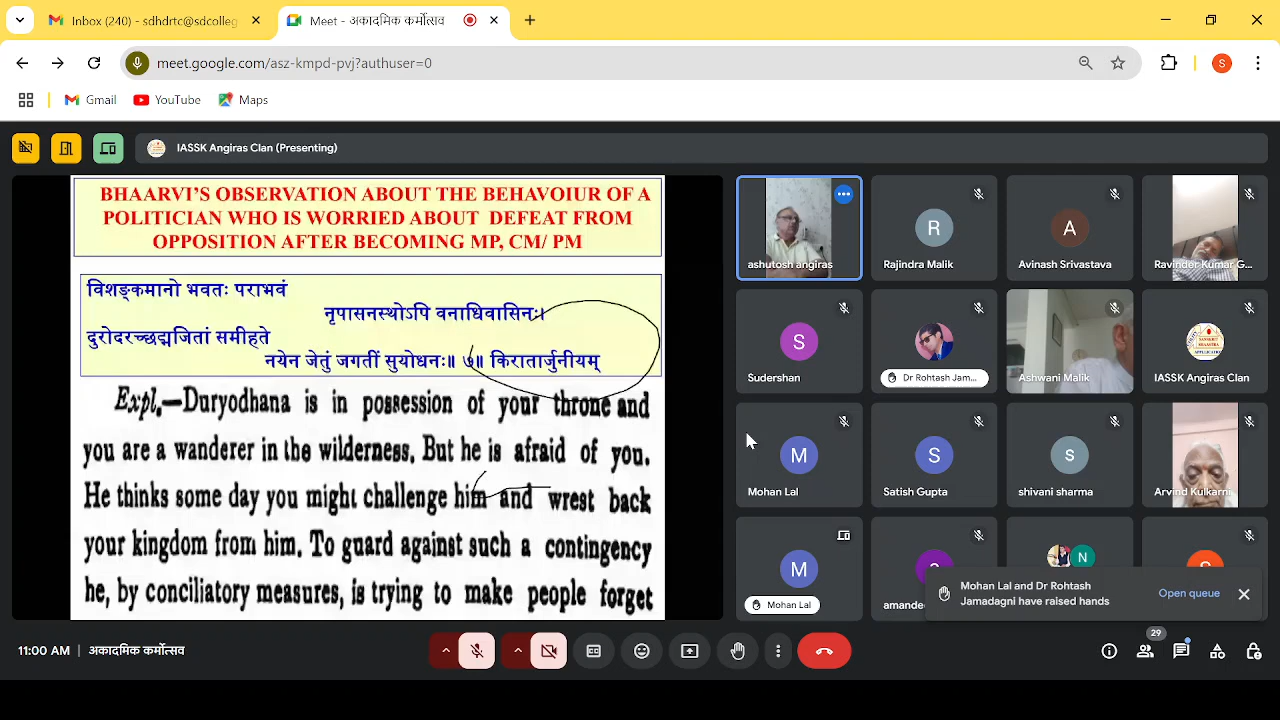 Inbox (240) - sdhdrtc@sdcolleg
Meet - अकादमिक कर्मोत्सव
meet.google.com/asz-kmpd-pvj?authuser=0
S
Gmail
YouTube
Maps
IASSK Angiras Clan (Presenting)
BHAARVI’S OBSERVATION ABOUT THE BEHAVOIUR OF A
POLITICIAN WHO IS WORRIED ABOUT DEFEAT FROM
OPPOSITION AFTER BECOMING MP, CM/ PM
विशङ्कमानो भवतः पराभवं
नृपासनस्थोऽपि वनाधिवासिनः।
दुरोदरच्छद्मजितां समीहते
नयेन जेतुं जगतीं सुयोधनः॥ ७॥ किरातार्जुनीयम्
Expl.—Duryodhana is in possession of your throne and
you are a wanderer in the wilderness. But he is afraid of you.
He thinks some day you might challenge him and wrest back
your kingdom from him. To guard against such a contingency
he, by conciliatory measures, is trying to make people forget
ashutosh angiras
R
Rajindra Malik
A
Avinash Srivastava
Ravinder Kumar G...
S
Sudershan
Dr Rohtash Jam...
Ashwani Malik
SANSKRIT
SHAASTRA
APPLICATION
IASSK Angiras Clan
M
Mohan Lal
S
Satish Gupta
s
shivani sharma
Arvind Kulkarni
M
Mohan Lal
amande
N
Mohan Lal and Dr Rohtash
Jamadagni have raised hands
Open queue
11:00 AM
अकादमिक कर्मोत्सव
29